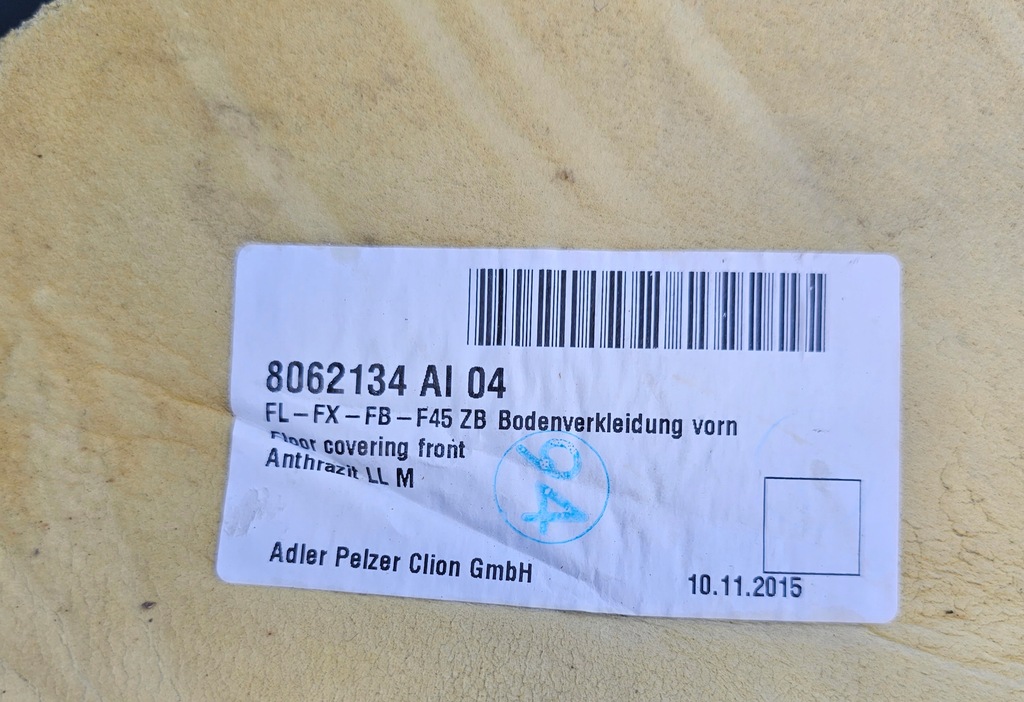 8062134 AI 04
FL-FX-FB-F45 ZB Bodenverkleidung vorn
Floor covering front
Anthrazit LL M
94
Adler Pelzer Clion GmbH
10.11.2015